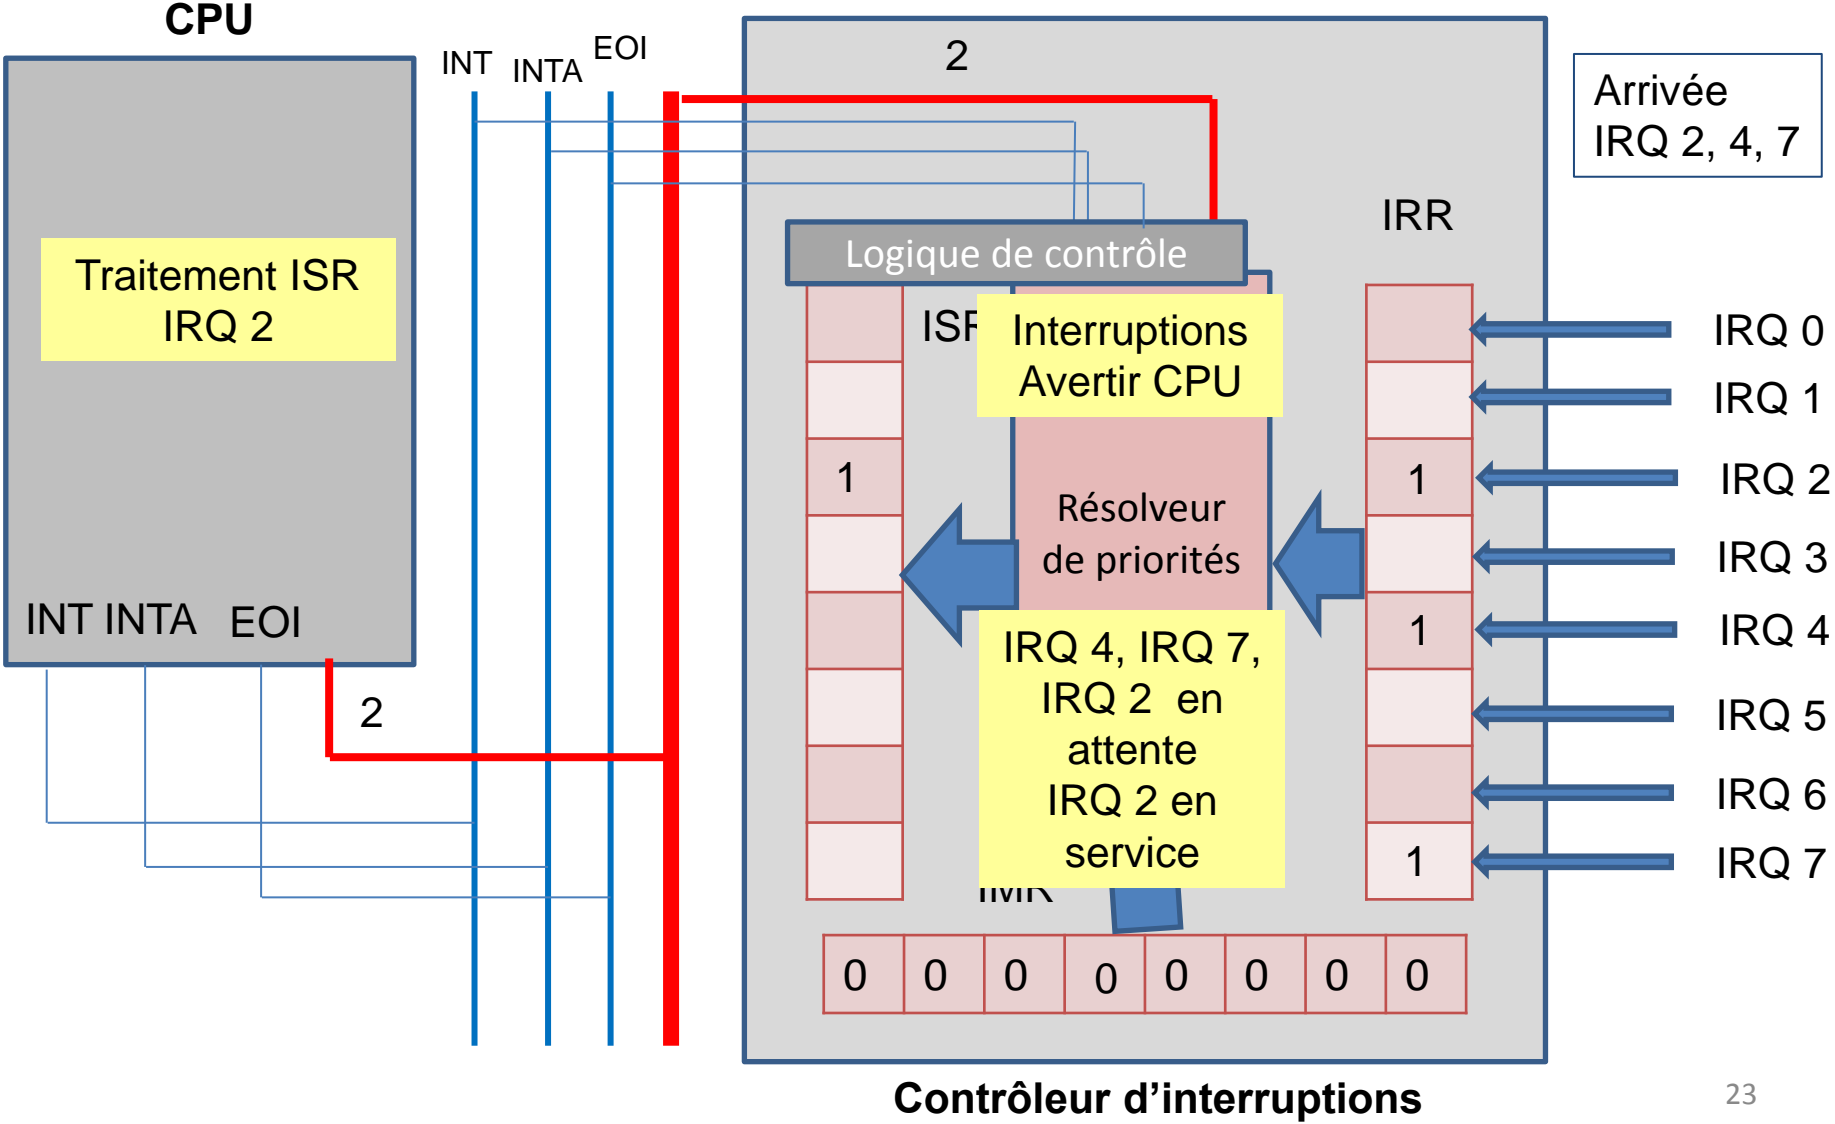 CPU
INT INTA EOI
2
Arrivée
IRQ 2, 4, 7
IRR
Logique de contrôle
Traitement ISR
IRQ 2
ISR
Interruptions
Avertir CPU
IRQ 0
IRQ 1
1
1
IRQ 2
Résolveur
de priorités
IRQ 3
INT INTA EOI
IRQ 4, IRQ 7,
IRQ 2 en
attente
IRQ 2 en
service
1
IRQ 4
2
IRQ 5
IRQ 6
1
IRQ 7
IMR
0 0 0 0 0 0 0 0
Contrôleur d’interruptions
23